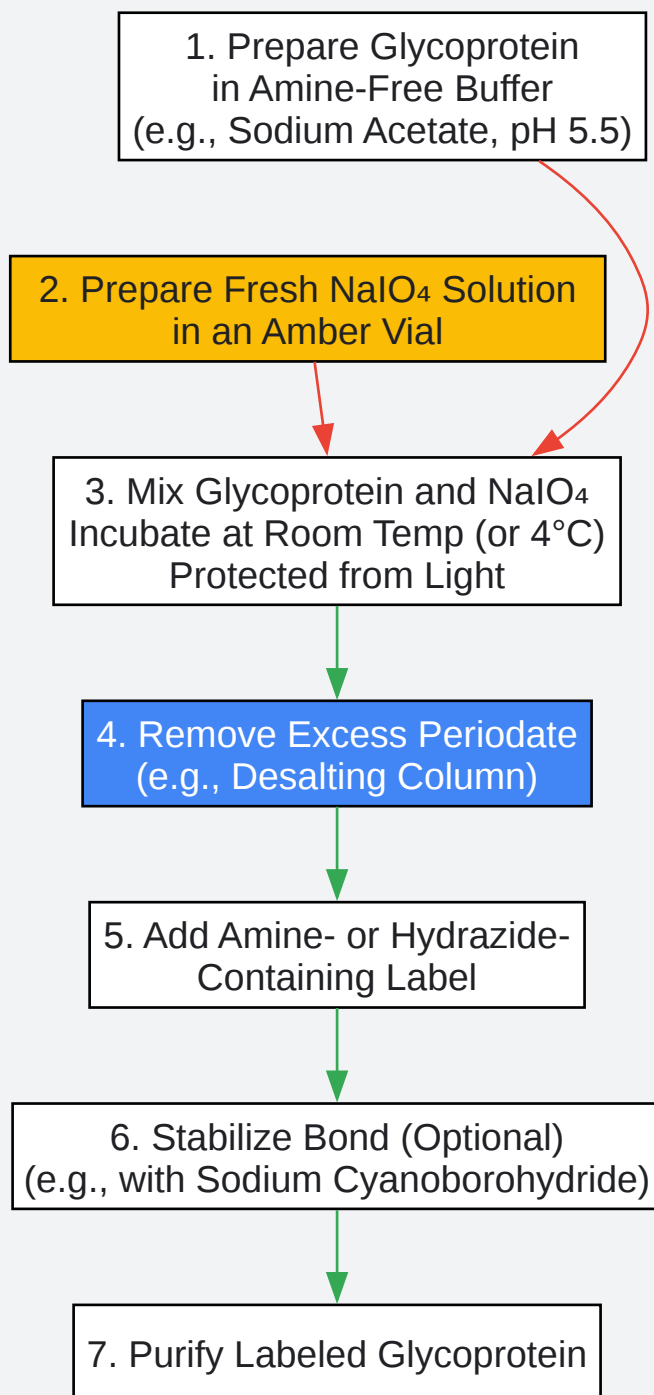 1. Prepare Glycoprotein
in Amine-Free Buffer
(e.g., Sodium Acetate, pH 5.5)
2. Prepare Fresh NaIO₄ Solution
in an Amber Vial
3. Mix Glycoprotein and NaIO₄
Incubate at Room Temp (or 4°C)
Protected from Light
4. Remove Excess Periodate
(e.g., Desalting Column)
5. Add Amine- or Hydrazide-
Containing Label
6. Stabilize Bond (Optional)
(e.g., with Sodium Cyanoborohydride)
7. Purify Labeled Glycoprotein